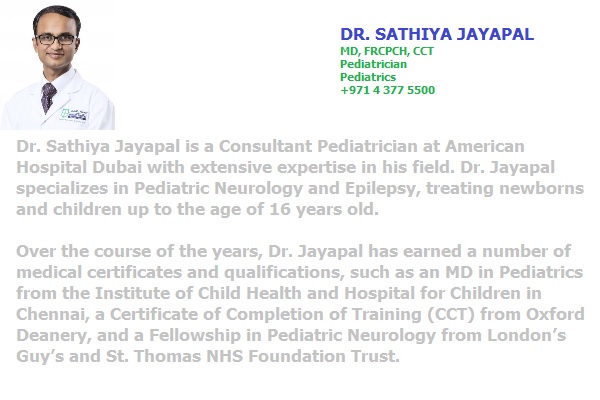 DR. SATHIYA JAYAPAL
MD, FRCPCH, CCT
Pediatrician
Pediatrics
+971 4 377 5500
Dr. Sathiya Jayapal is a Consultant Pediatrician at American
Hospital Dubai with extensive expertise in his field. Dr. Jayapal
specializes in Pediatric Neurology and Epilepsy, treating newborns
and children up to the age of 16 years old.
Over the course of the years, Dr. Jayapal has earned a number of
medical certificates and qualifications, such as an MD in Pediatrics
from the Institute of Child Health and Hospital for Children in
Chennai, a Certificate of Completion of Training (CCT) from Oxford
Deanery, and a Fellowship in Pediatric Neurology from London’s
Guy’s and St. Thomas NHS Foundation Trust.